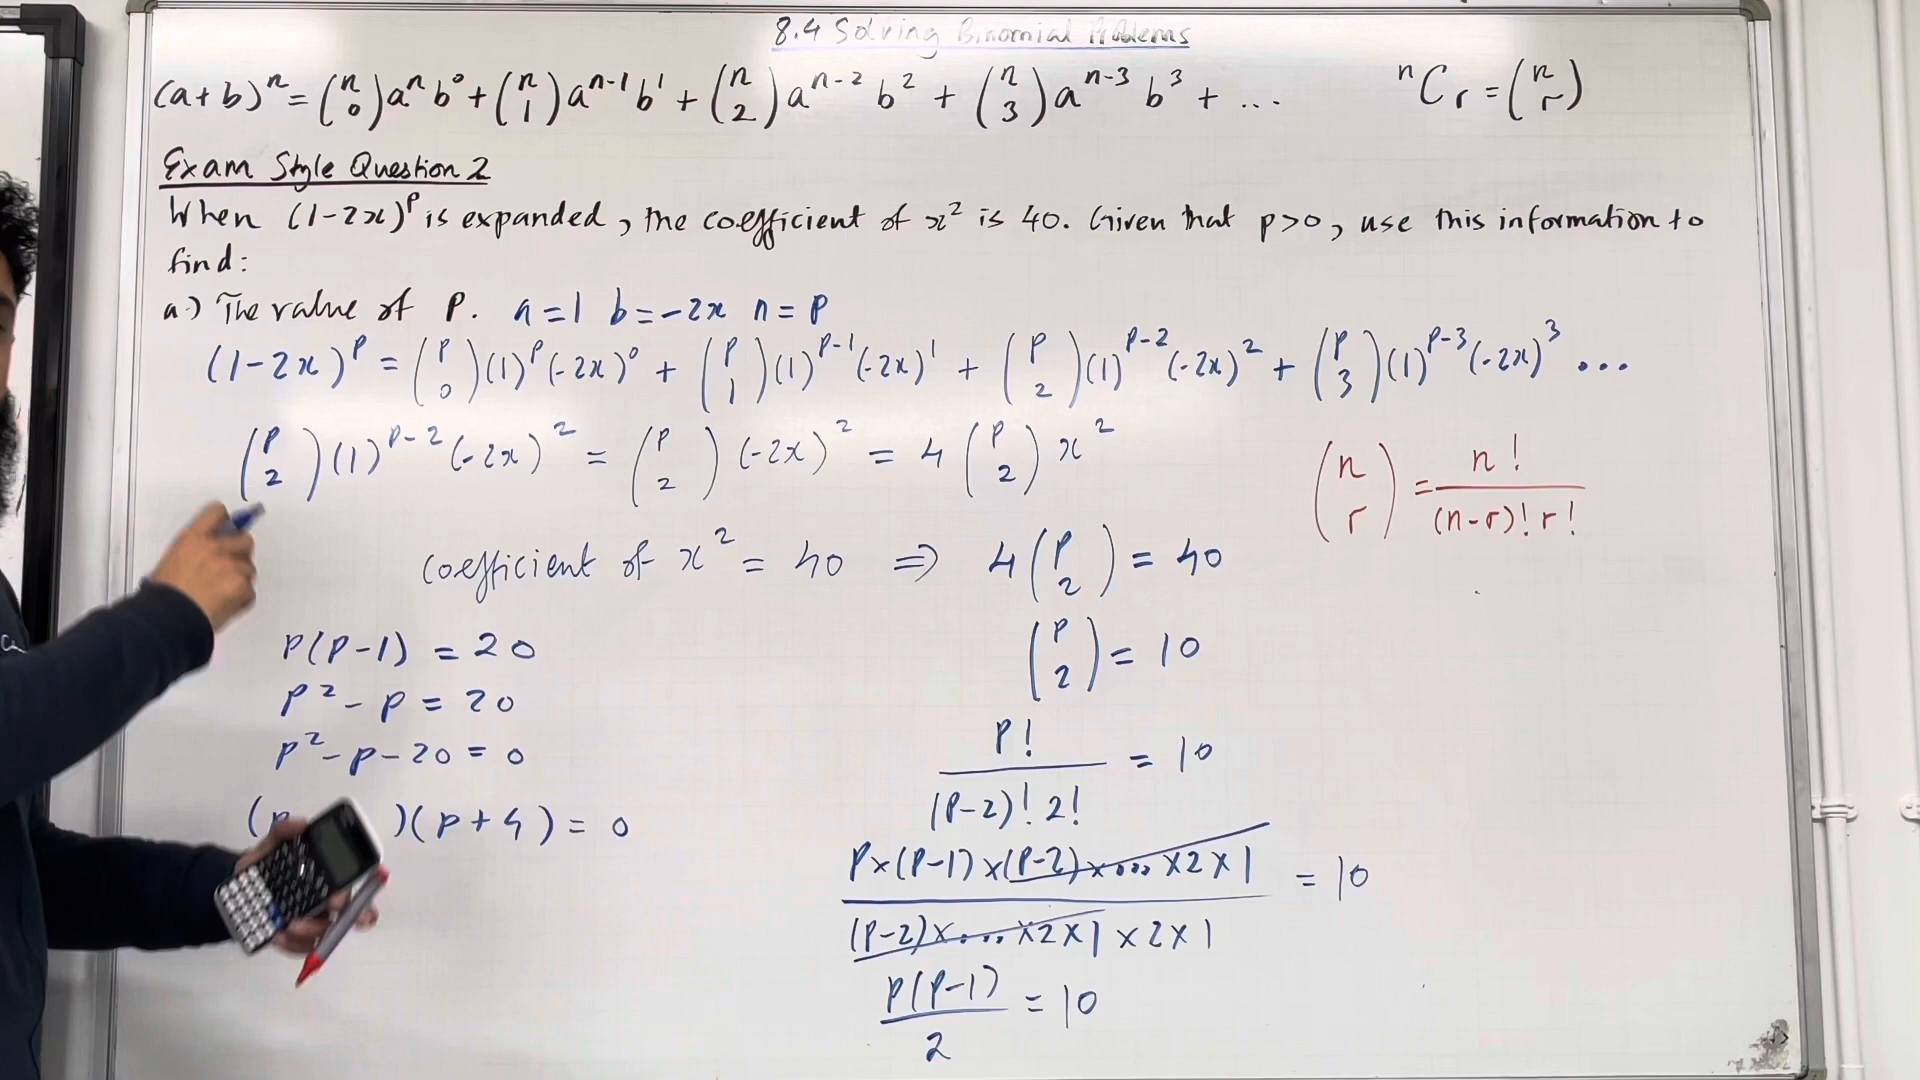 8.4 Solving Binomial Problems
(a+b)^n = (n 0)a^n b^0 + (n 1)a^{n-1} b^1 + (n 2)a^{n-2} b^2 + (n 3)a^{n-3} b^3 + ...
^nC_r = (n r)
Exam Style Question 2
When (1-2x)^p is expanded, the coefficient of x^2 is 40. Given that p>0, use this information to
find:
a.) The value of P. a=1 b=-2x n=P
(1-2x)^P = (P 0)(1)^P(-2x)^0 + (P 1)(1)^{P-1}(-2x)^1 + (P 2)(1)^{P-2}(-2x)^2 + (P 3)(1)^{P-3}(-2x)^3 ...
(P 2)(1)^{P-2}(-2x)^2 = (P 2)(-2x)^2 = 4(P 2)x^2
(n r) = n! / (n-r)! r!
coefficient of x^2 = 40 ⇒ 4(P 2) = 40
(P 2) = 10
P! / (P-2)! 2! = 10
P×(P-1)×(P-2)×...×2×1 / (P-2)×...×2×1×2×1 = 10
P(P-1) / 2 = 10
P(P-1) = 20
P^2 - P = 20
P^2 - P - 20 = 0
(P )(P+4) = 0